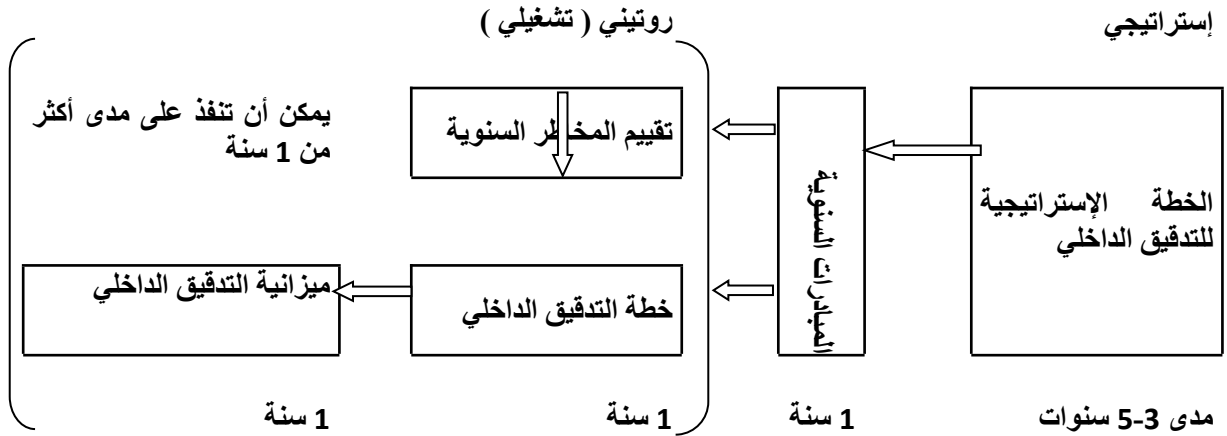 إستراتيجي
روتيني ( تشغيلي )
الخطة الإستراتيجية
للتدقيق الداخلي
المبادرات السنوية
تقييم المخطر السنوية
يمكن أن تنفذ على مدى أكثر
من 1 سنة
خطة التدقيق الداخلي
ميزانية التدقيق الداخلي
مدى 3-5 سنوات
1 سنة
1 سنة
1 سنة